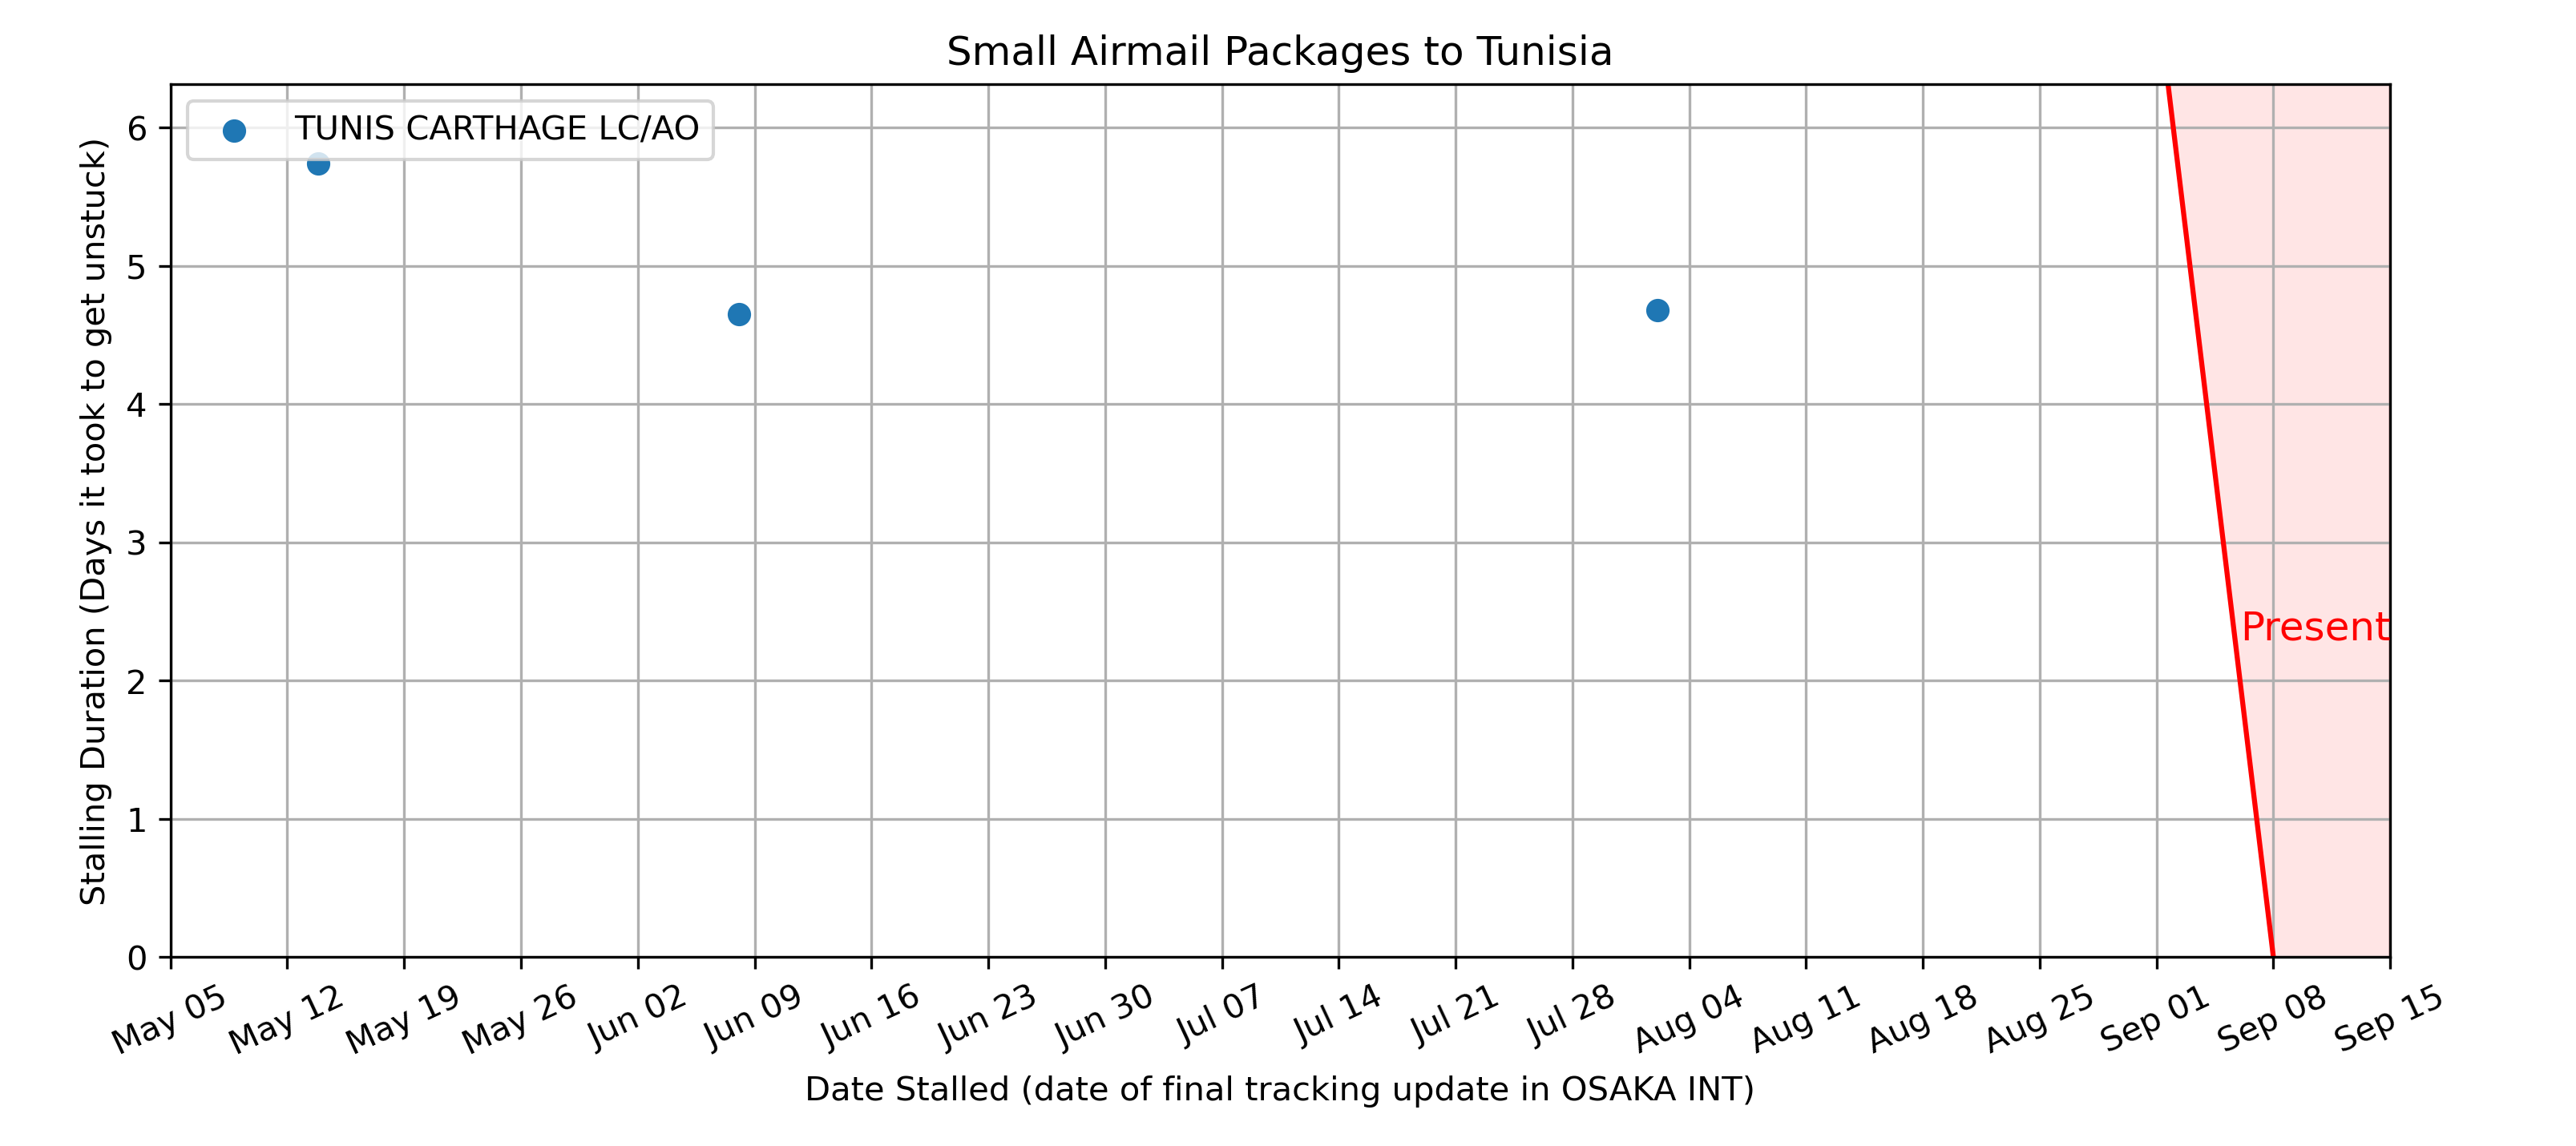 Small Airmail Packages to Tunisia
TUNIS CARTHAGE LC/AO
Stalling Duration (Days it took to get unstuck)
6
5
4
3
2
1
0
Present
May 05
May 12
May 19
May 26
Jun 02
Jun 09
Jun 16
Jun 23
Jun 30
Jul 07
Jul 14
Jul 21
Jul 28
Aug 04
Aug 11
Aug 18
Aug 25
Sep 01
Sep 08
Sep 15
Date Stalled (date of final tracking update in OSAKA INT)